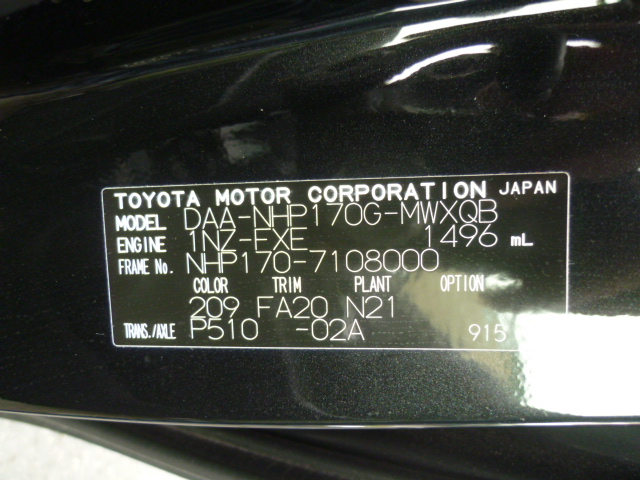 TOYOTA MOTOR CORPORATION JAPAN
MODEL DAA-NHP170G-MWXQB
ENGINE 1NZ-FXE 1496 mL
FRAME No. NHP170-7108000
COLOR TRIM PLANT OPTION
209 FA20 N21
TRANS./AXLE P510 -02A 915